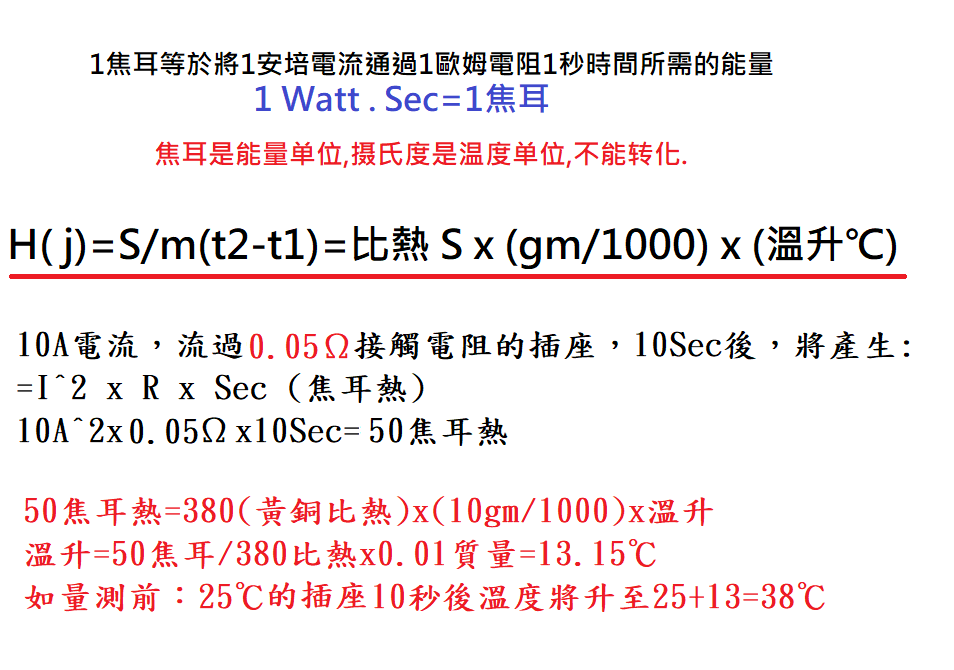 1焦耳等於將1安培電流通過1歐姆電阻1秒時間所需的能量
1 Watt . Sec=1焦耳
焦耳是能量单位,摄氏度是温度单位,不能转化.
H( j)=S/m(t2-t1)=比熱 S x (gm/1000) x (溫升℃)
10A電流，流過0.05Ω接觸電阻的插座，10Sec後，將產生:
=I^2 x R x Sec (焦耳熱)
10A^2x0.05Ωx10Sec=50焦耳熱
50焦耳熱=380(黃銅比熱)x(10gm/1000)x溫升
溫升=50焦耳/380比熱x0.01質量=13.15℃
如量測前：25℃的插座10秒後溫度將升至25+13=38℃